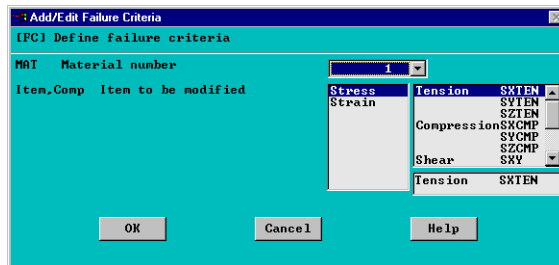 Add/Edit Failure Criteria
[FC] Define failure criteria
MAT Material number 1
Item,Comp Item to be modified
Stress
Strain
Tension SXTEN
SYTEN
SZTEN
Compression SXCMP
SYCMP
SZCMP
Shear SXY
Tension SXTEN
OK Cancel Help